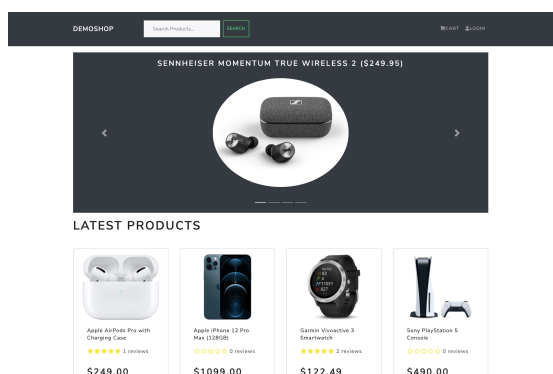 DEMOSHOP
Search Products...
SEARCH
CART
LOGIN
SENNHEISER MOMENTUM TRUE WIRELESS 2 ($249.95)
LATEST PRODUCTS
Apple AirPods Pro with
Charging Case
1 reviews
$249.00
Apple iPhone 12 Pro
Max (128GB)
0 reviews
$1099.00
Garmin Vivoactive 3
Smartwatch
2 reviews
$122.49
Sony PlayStation 5
Console
0 reviews
$490.00